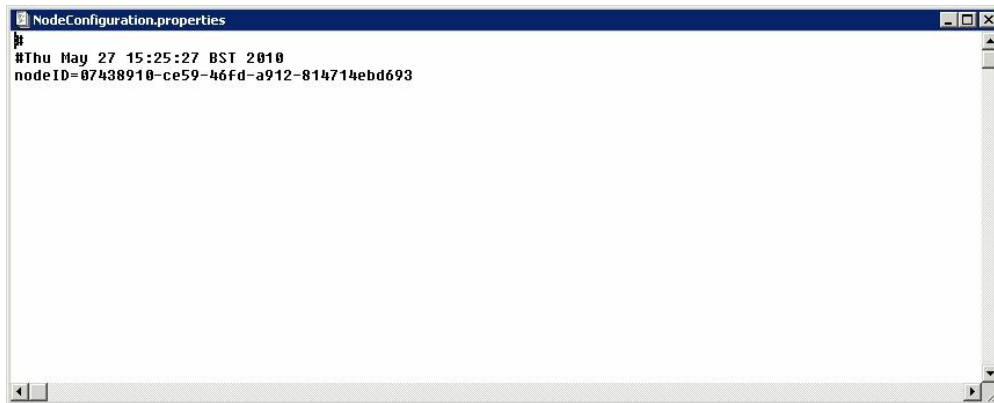 NodeConfiguration.properties
#
#Thu May 27 15:25:27 BST 2010
nodeID=07438910-ce59-46fd-a912-814714ebd693